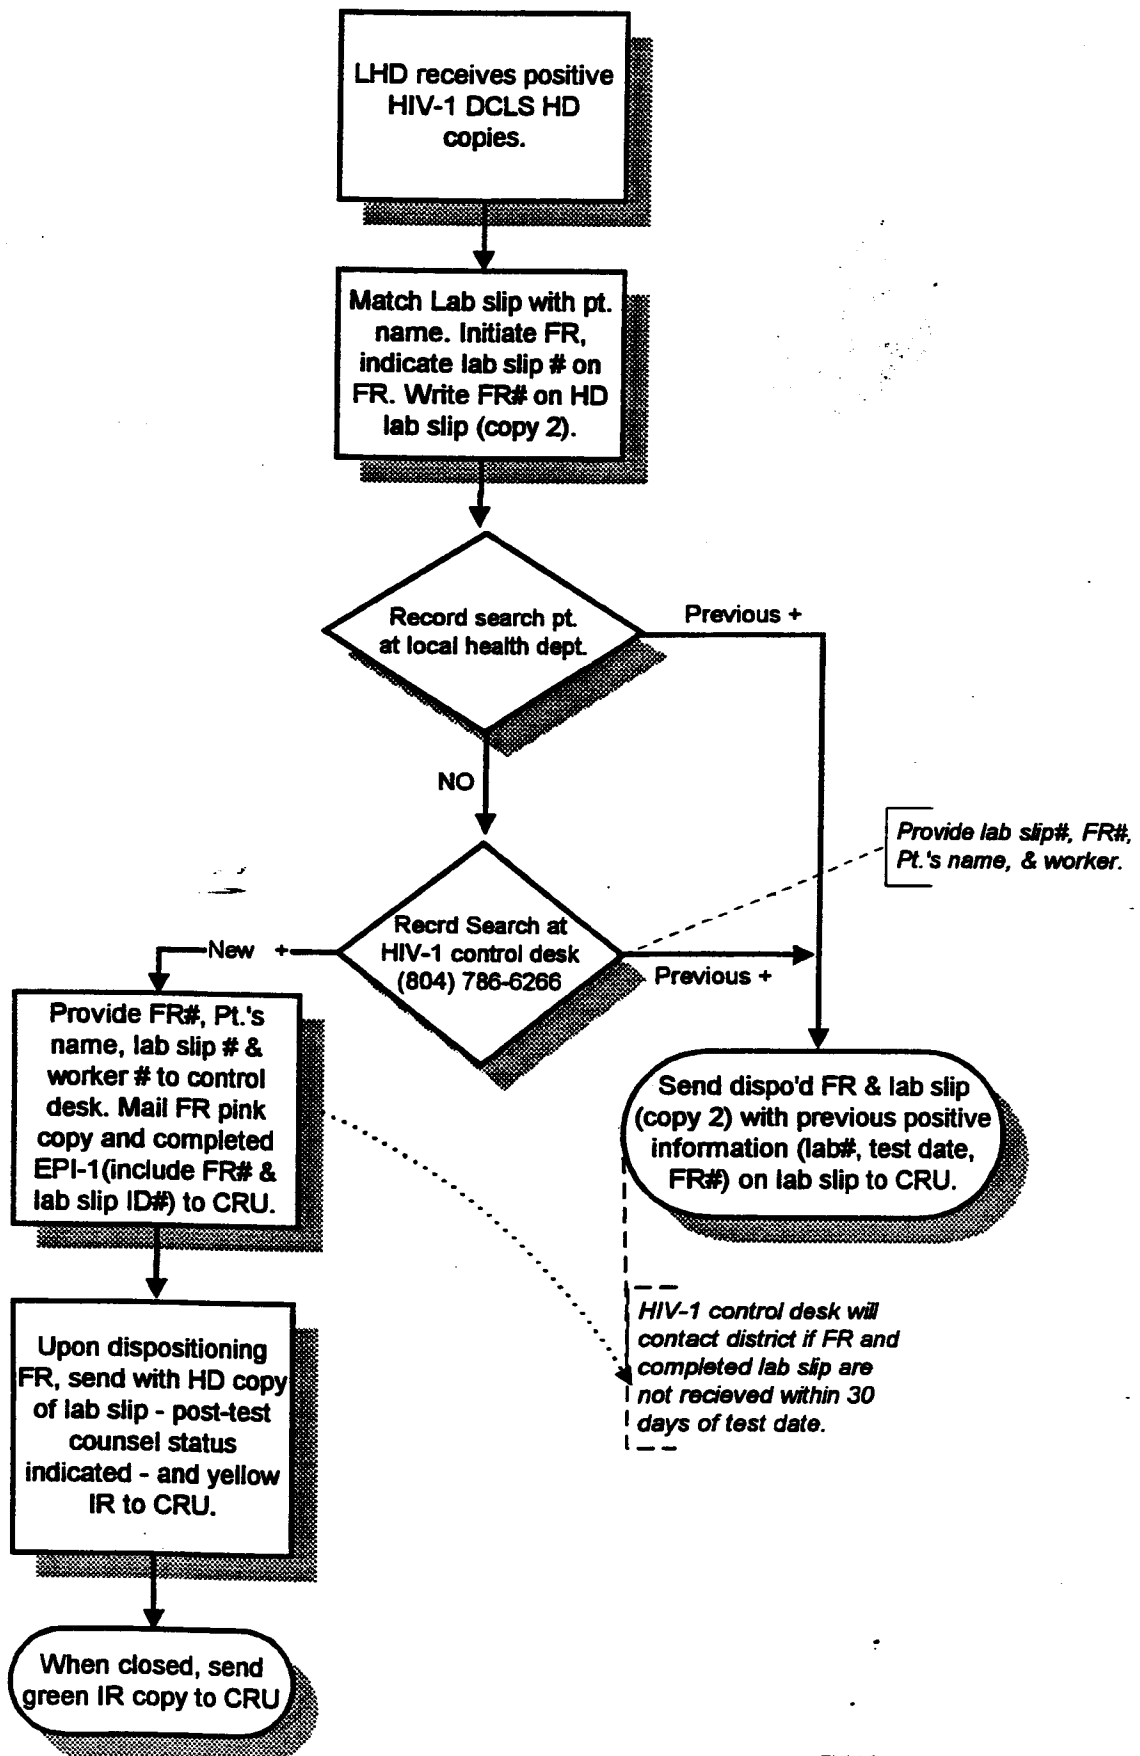 LHD receives positive
HIV-1 DCLS HD
copies.
Match Lab slip with pt.
name. Initiate FR,
indicate lab slip # on
FR. Write FR# on HD
lab slip (copy 2).
Record search pt.
at local health dept.
Previous +
NO
Provide lab slip#, FR#,
Pt.'s name, & worker.
Recrd Search at
HIV-1 control desk
(804) 786-6266
New +
Previous +
Provide FR#, Pt.'s
name, lab slip # &
worker # to control
desk. Mail FR pink
copy and completed
EPI-1(include FR# &
lab slip ID#) to CRU.
Send dispo'd FR & lab slip
(copy 2) with previous positive
information (lab#, test date,
FR#) on lab slip to CRU.
HIV-1 control desk will
contact district if FR and
completed lab slip are
not recieved within 30
days of test date.
Upon dispositioning
FR, send with HD copy
of lab slip - post-test
counsel status
indicated - and yellow
IR to CRU.
When closed, send
green IR copy to CRU